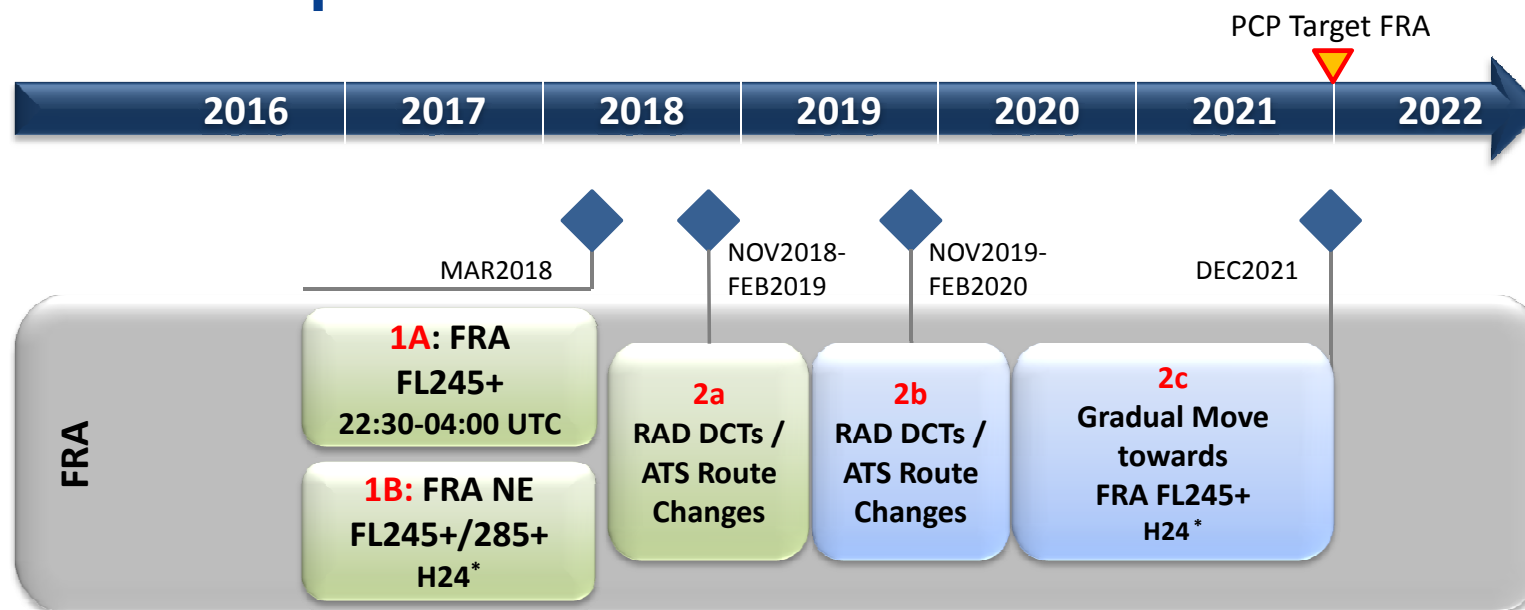 PCP Target FRA
2016 2017 2018 2019 2020 2021 2022
MAR2018
NOV2018-
FEB2019
NOV2019-
FEB2020
DEC2021
FRA
1A: FRA
FL245+
22:30-04:00 UTC
1B: FRA NE
FL245+/285+
H24*
2a
RAD DCTs /
ATS Route
Changes
2b
RAD DCTs /
ATS Route
Changes
2c
Gradual Move
towards
FRA FL245+
H24 *